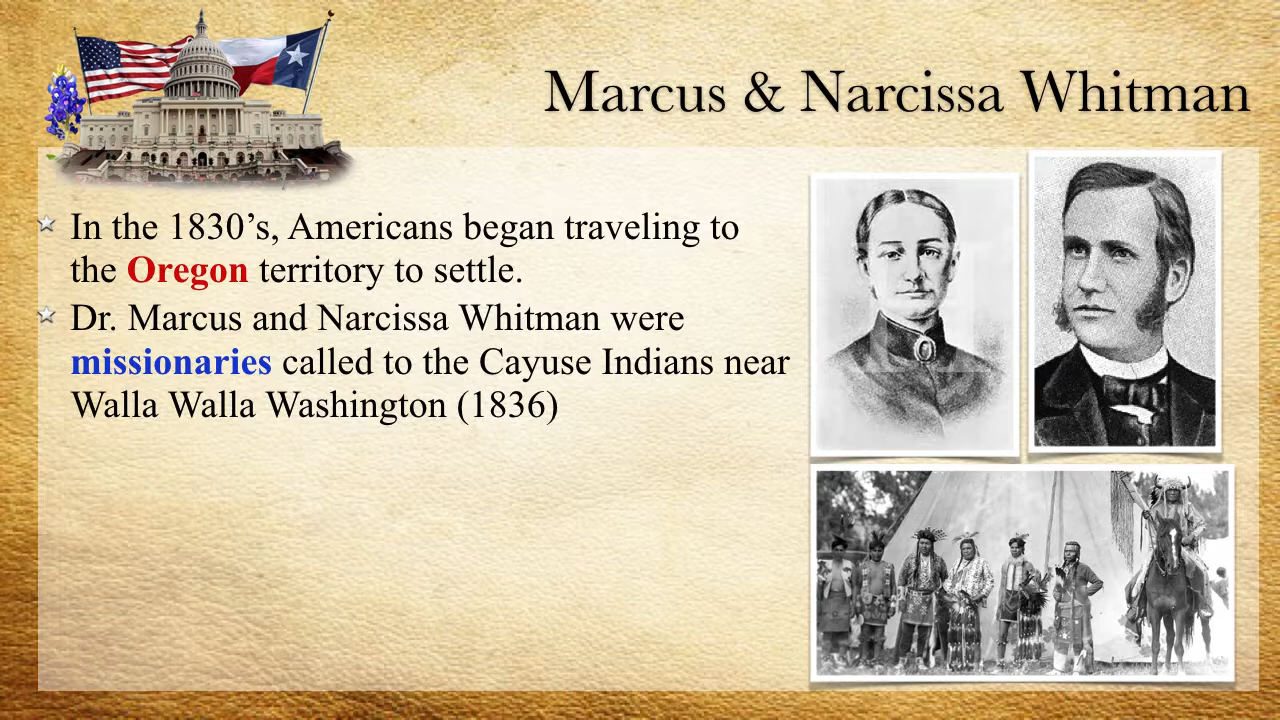 Marcus & Narcissa Whitman
In the 1830’s, Americans began traveling to
the Oregon territory to settle.
Dr. Marcus and Narcissa Whitman were
missionaries called to the Cayuse Indians near
Walla Walla Washington (1836)